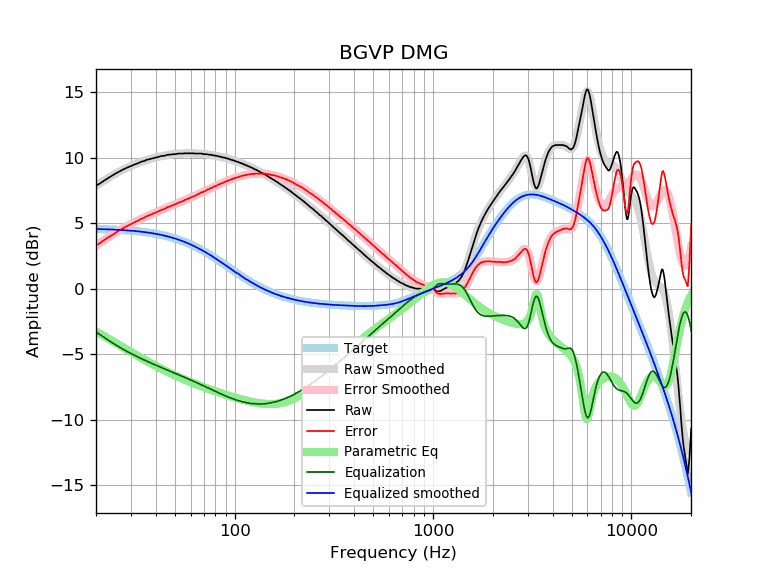 BGVP DMG
15
10
5
0
−5
−10
−15
Amplitude (dBr)
Target
Raw Smoothed
Error Smoothed
Raw
Error
Parametric Eq
Equalization
Equalized smoothed
100
1000
10000
Frequency (Hz)